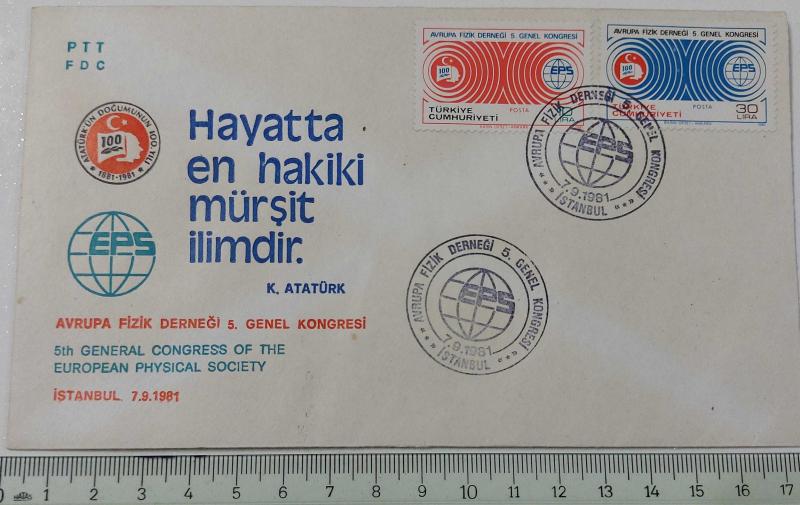 PTT
FDC
ATATÜRK'ÜN DOĞUMUNUN 100. YILI
100
1881-1981
EPS
Hayatta
en hakiki
mürşit
ilimdir.
K. ATATÜRK
AVRUPA FİZİK DERNEĞİ 5. GENEL KONGRESİ
5th GENERAL CONGRESS OF THE
EUROPEAN PHYSICAL SOCIETY
İSTANBUL 7.9.1981
AVRUPA FİZİK DERNEĞİ 5. GENEL KONGRESİ
100
EPS
TÜRKİYE
CUMHURİYETİ
POSTA
LIRA
AVRUPA FİZİK DERNEĞİ 5. GENEL KONGRESİ
100
EPS
TÜRKİYE
CUMHURİYETİ
POSTA
30
LIRA
AVRUPA FİZİK DERNEĞİ 5. GENEL KONGRESİ
EPS
7.9.1981
İSTANBUL
AVRUPA FİZİK DERNEĞİ 5. GENEL KONGRESİ
EPS
7.9.1981
İSTANBUL
0 1 2 3 4 5 6 7 8 9 10 11 12 13 14 15 16 17